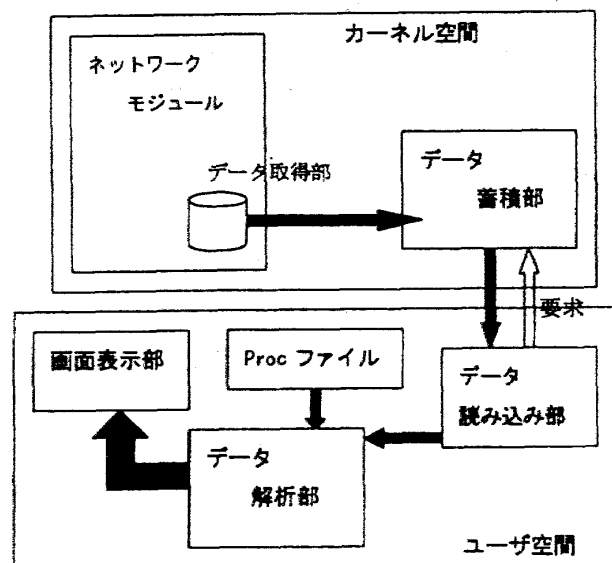 カーネル空間
ネットワーク
モジュール
データ取得部
データ
蓄積部
要求
画面表示部
Proc ファイル
データ
読み込み部
データ
解析部
ユーザ空間